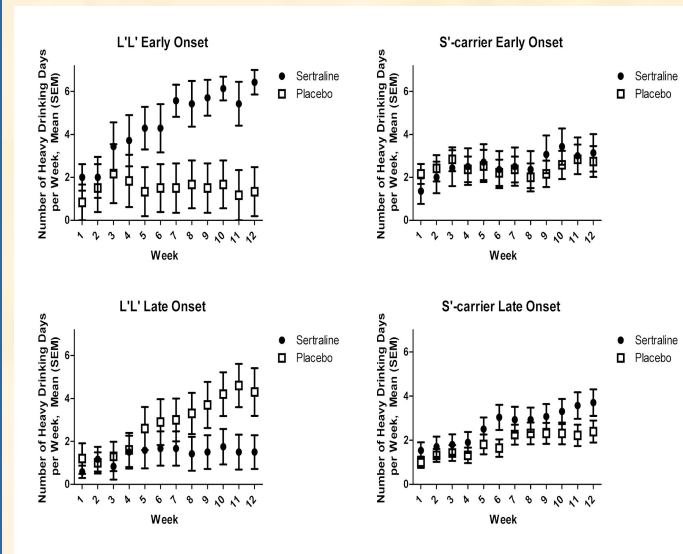 L'L' Early Onset
Number of Heavy Drinking Days
per Week, Mean (SEM)
6
4
2
0
1 2 3 4 5 6 7 8 9 10 11 12
Week
Sertraline
Placebo
S'-carrier Early Onset
Number of Heavy Drinking Days
per Week, Mean (SEM)
6
4
2
0
1 2 3 4 5 6 7 8 9 10 11 12
Week
Sertraline
Placebo
L'L' Late Onset
Number of Heavy Drinking Days
per Week, Mean (SEM)
6
4
2
0
1 2 3 4 5 6 7 8 9 10 11 12
Week
Sertraline
Placebo
S'-carrier Late Onset
Number of Heavy Drinking Days
per Week, Mean (SEM)
6
4
2
0
1 2 3 4 5 6 7 8 9 10 11 12
Week
Sertraline
Placebo